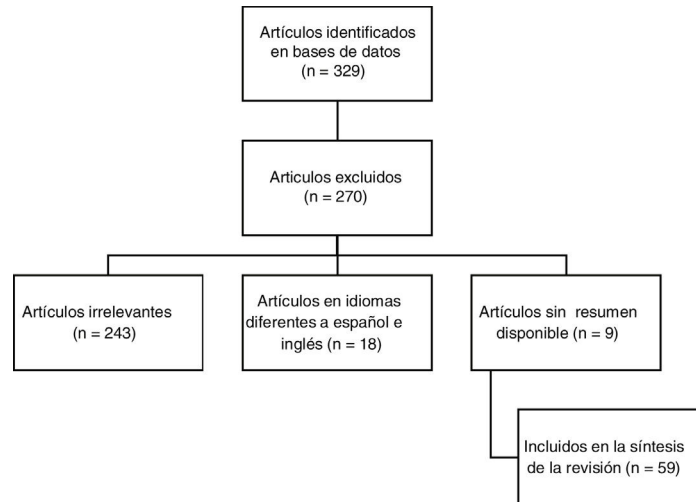 Artículos identificados
en bases de datos
(n = 329)
Artìculos excluidos
(n = 270)
Artículos irrelevantes
(n = 243)
Artículos en idiomas
diferentes a español e
inglés (n = 18)
Artículos sin resumen
disponible (n = 9)
Incluidos en la síntesis
de la revisión (n = 59)